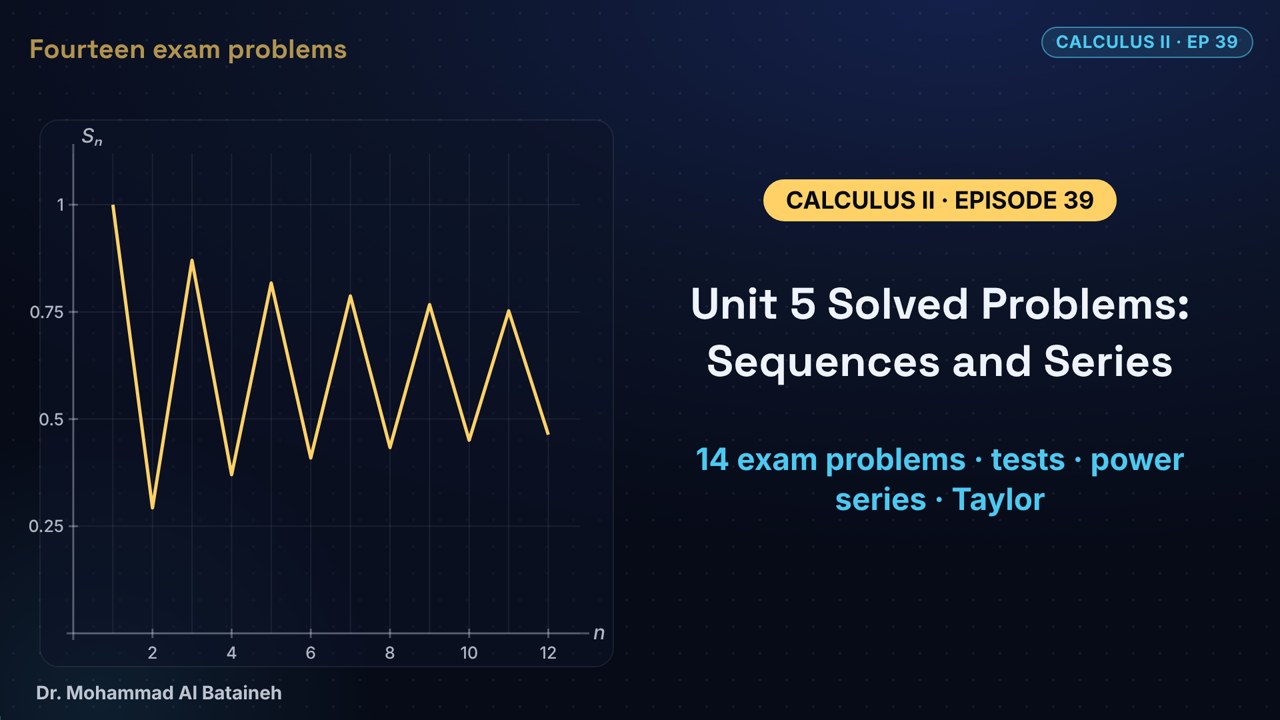 Fourteen exam problems
CALCULUS II · EP 39
Sₙ
1
0.75
0.5
0.25
2
4
6
8
10
12
n
CALCULUS II · EPISODE 39
Unit 5 Solved Problems:
Sequences and Series
14 exam problems · tests · power
series · Taylor
Dr. Mohammad Al Bataineh